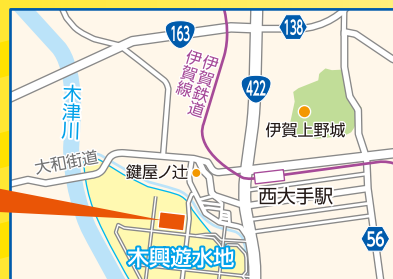 163
138
伊賀鉄道
伊賀線
422
木津川
伊賀上野城
大和街道
鍵屋ノ辻
西大手駅
木興遊水地
56